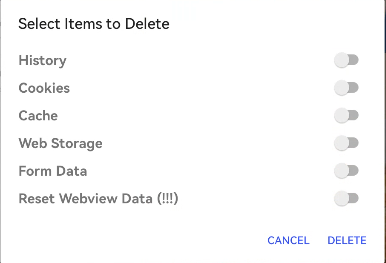 Select Items to Delete
History
Cookies
Cache
Web Storage
Form Data
Reset Webview Data (!!!)
CANCEL DELETE